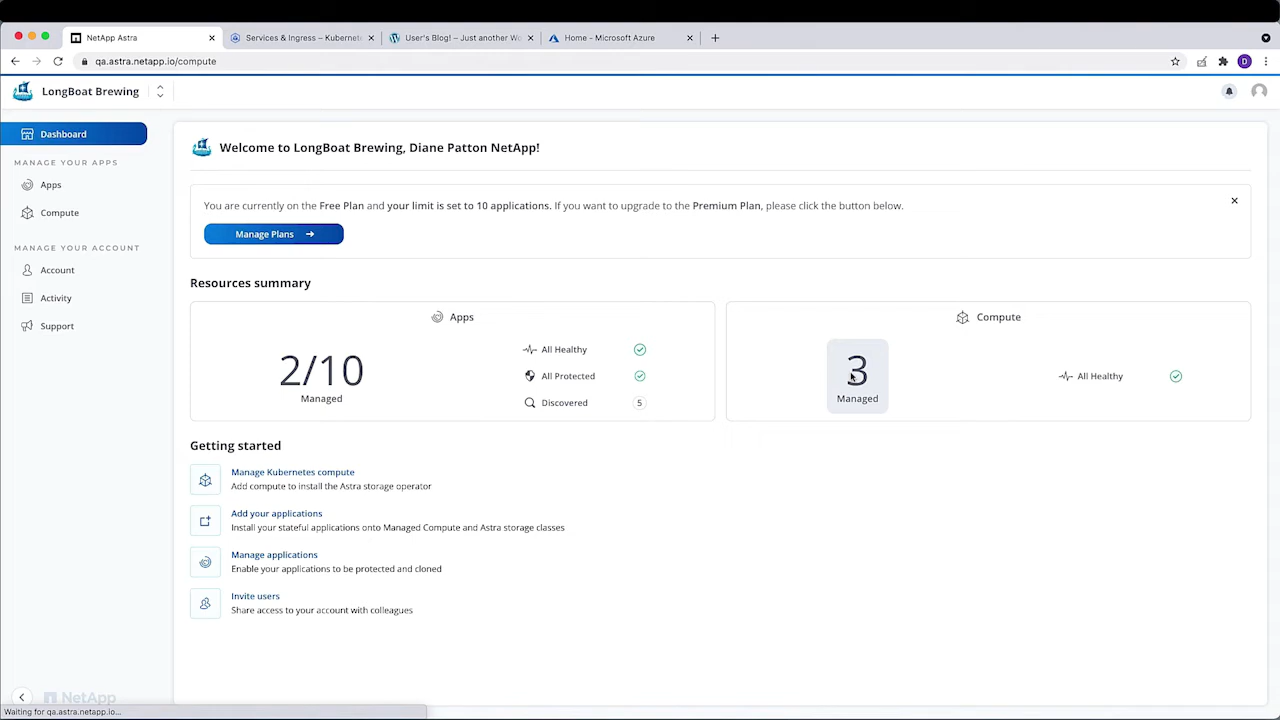 NetApp Astra
Services & Ingress – Kubernete
User's Blog! – Just another Wo
Home - Microsoft Azure
qa.astra.netapp.io/compute
D
LongBoat Brewing
Dashboard
MANAGE YOUR APPS
Apps
Compute
MANAGE YOUR ACCOUNT
Account
Activity
Support
Welcome to LongBoat Brewing, Diane Patton NetApp!
You are currently on the Free Plan and your limit is set to 10 applications. If you want to upgrade to the Premium Plan, please click the button below.
Manage Plans
Resources summary
Apps
2/10
Managed
All Healthy
All Protected
Discovered 5
Compute
3
Managed
All Healthy
Getting started
Manage Kubernetes compute
Add compute to install the Astra storage operator
Add your applications
Install your stateful applications onto Managed Compute and Astra storage classes
Manage applications
Enable your applications to be protected and cloned
Invite users
Share access to your account with colleagues
NetApp
Waiting for qa.astra.netapp.io...